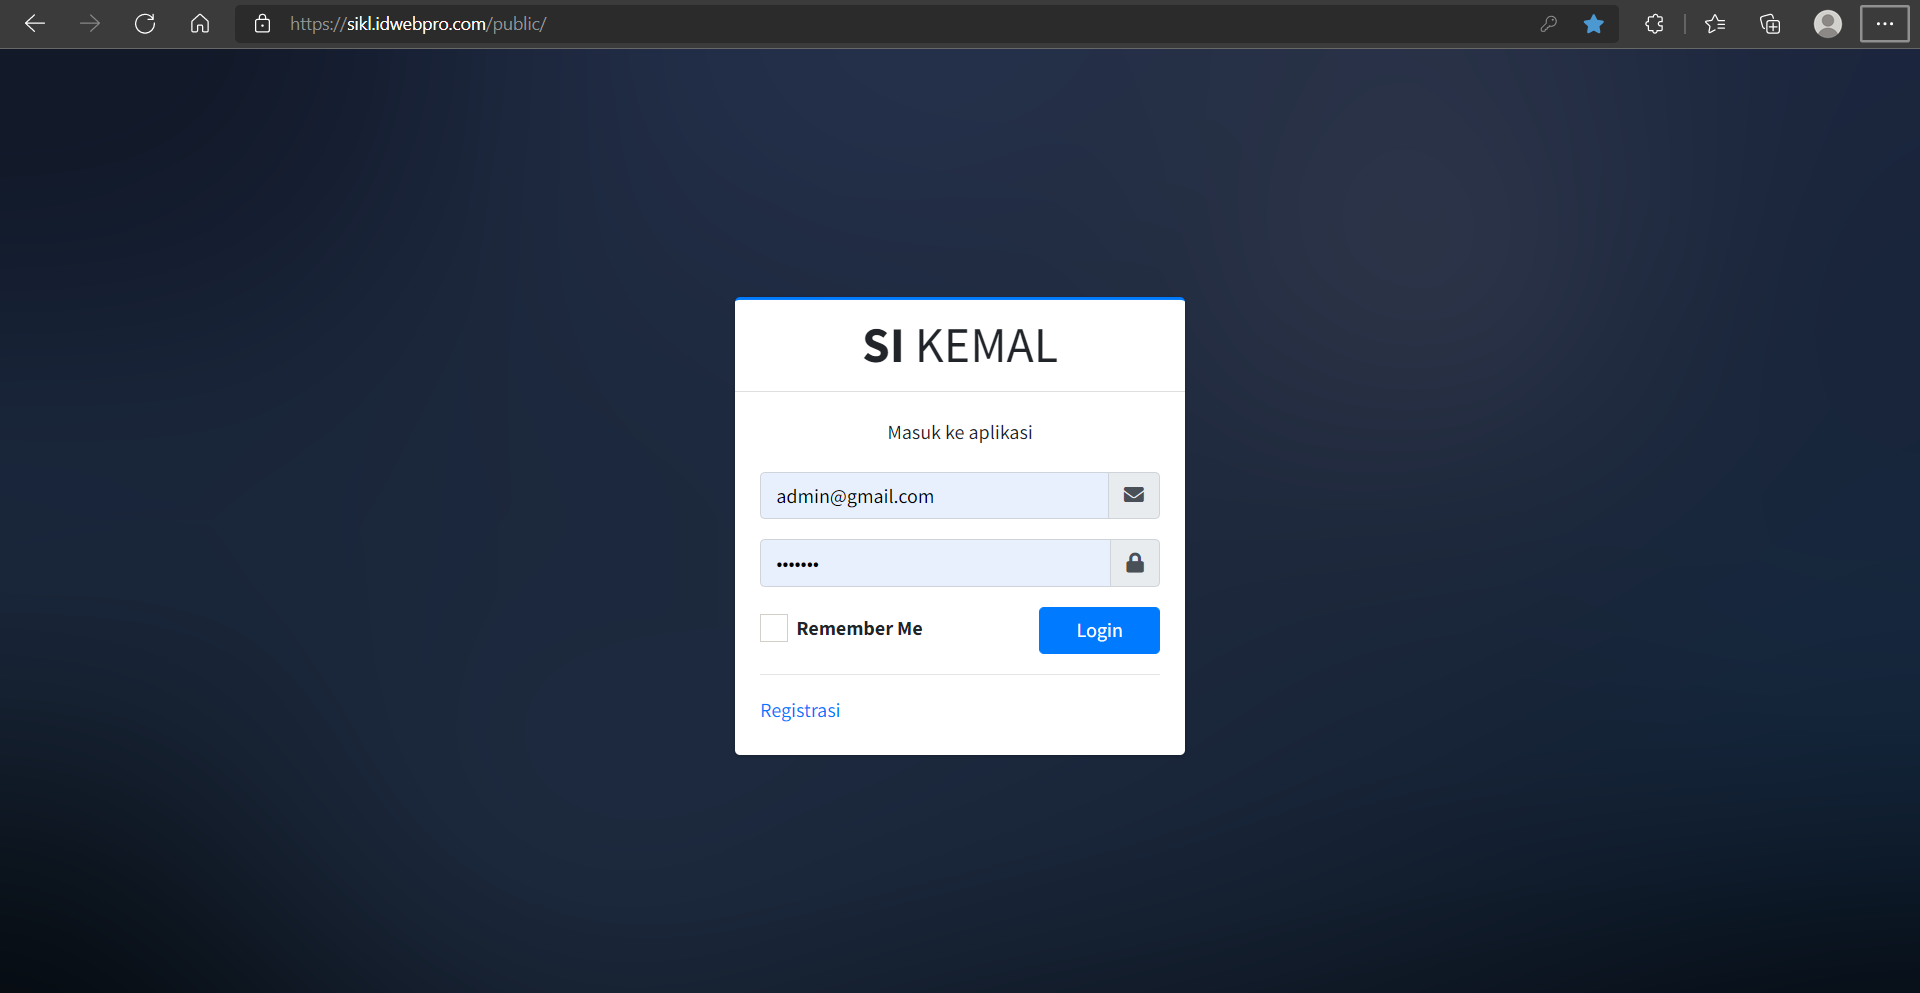 https://sikl.idwebpro.com/public/
SI KEMAL
Masuk ke aplikasi
admin@gmail.com
•••••••
Remember Me
Login
Registrasi